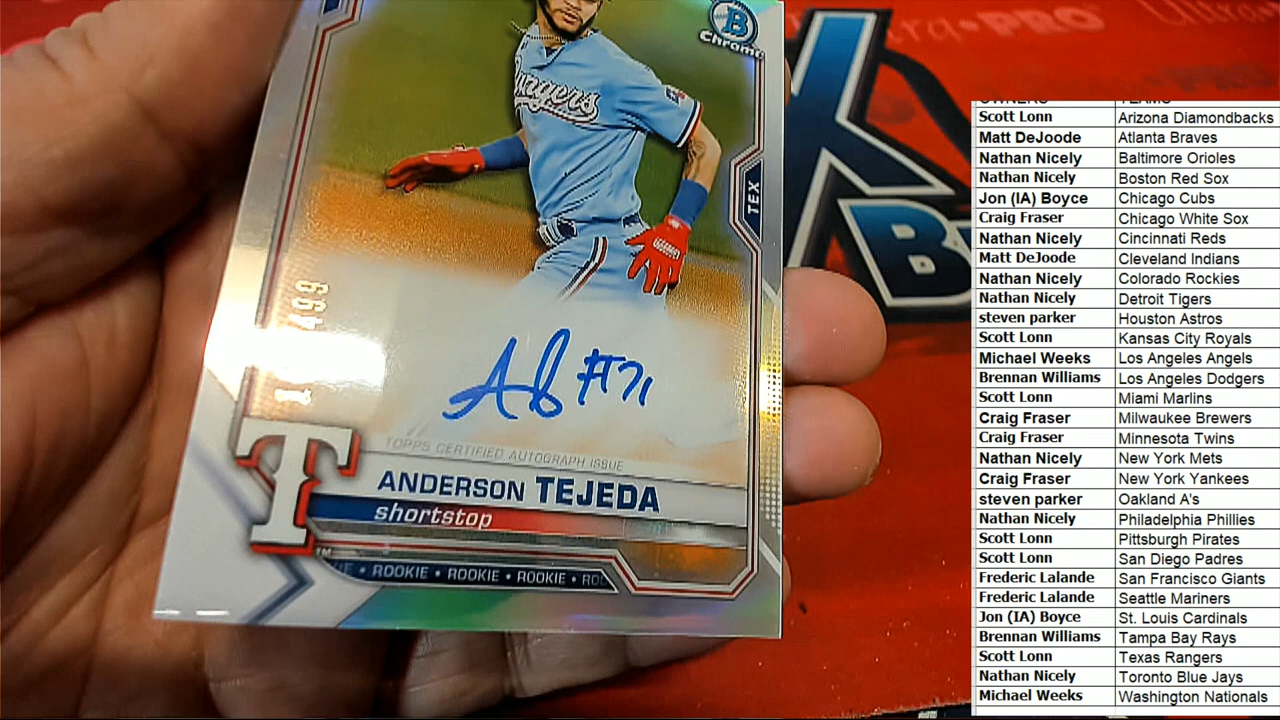 Chrome
Rangers
TEX
499
A #71
TOPPS CERTIFIED AUTOGRAPH ISSUE
ANDERSON TEJEDA
shortstop
T
TM
• ROOKIE • ROOKIE • ROOKIE •
PRO
OWNERS TEAMS
Scott Lonn Arizona Diamondbacks
Matt DeJoode Atlanta Braves
Nathan Nicely Baltimore Orioles
Nathan Nicely Boston Red Sox
Jon (IA) Boyce Chicago Cubs
Craig Fraser Chicago White Sox
Nathan Nicely Cincinnati Reds
Matt DeJoode Cleveland Indians
Nathan Nicely Colorado Rockies
Nathan Nicely Detroit Tigers
steven parker Houston Astros
Scott Lonn Kansas City Royals
Michael Weeks Los Angeles Angels
Brennan Williams Los Angeles Dodgers
Scott Lonn Miami Marlins
Craig Fraser Milwaukee Brewers
Craig Fraser Minnesota Twins
Nathan Nicely New York Mets
Craig Fraser New York Yankees
steven parker Oakland A's
Nathan Nicely Philadelphia Phillies
Scott Lonn Pittsburgh Pirates
Scott Lonn San Diego Padres
Frederic Lalande San Francisco Giants
Frederic Lalande Seattle Mariners
Jon (IA) Boyce St. Louis Cardinals
Brennan Williams Tampa Bay Rays
Scott Lonn Texas Rangers
Nathan Nicely Toronto Blue Jays
Michael Weeks Washington Nationals